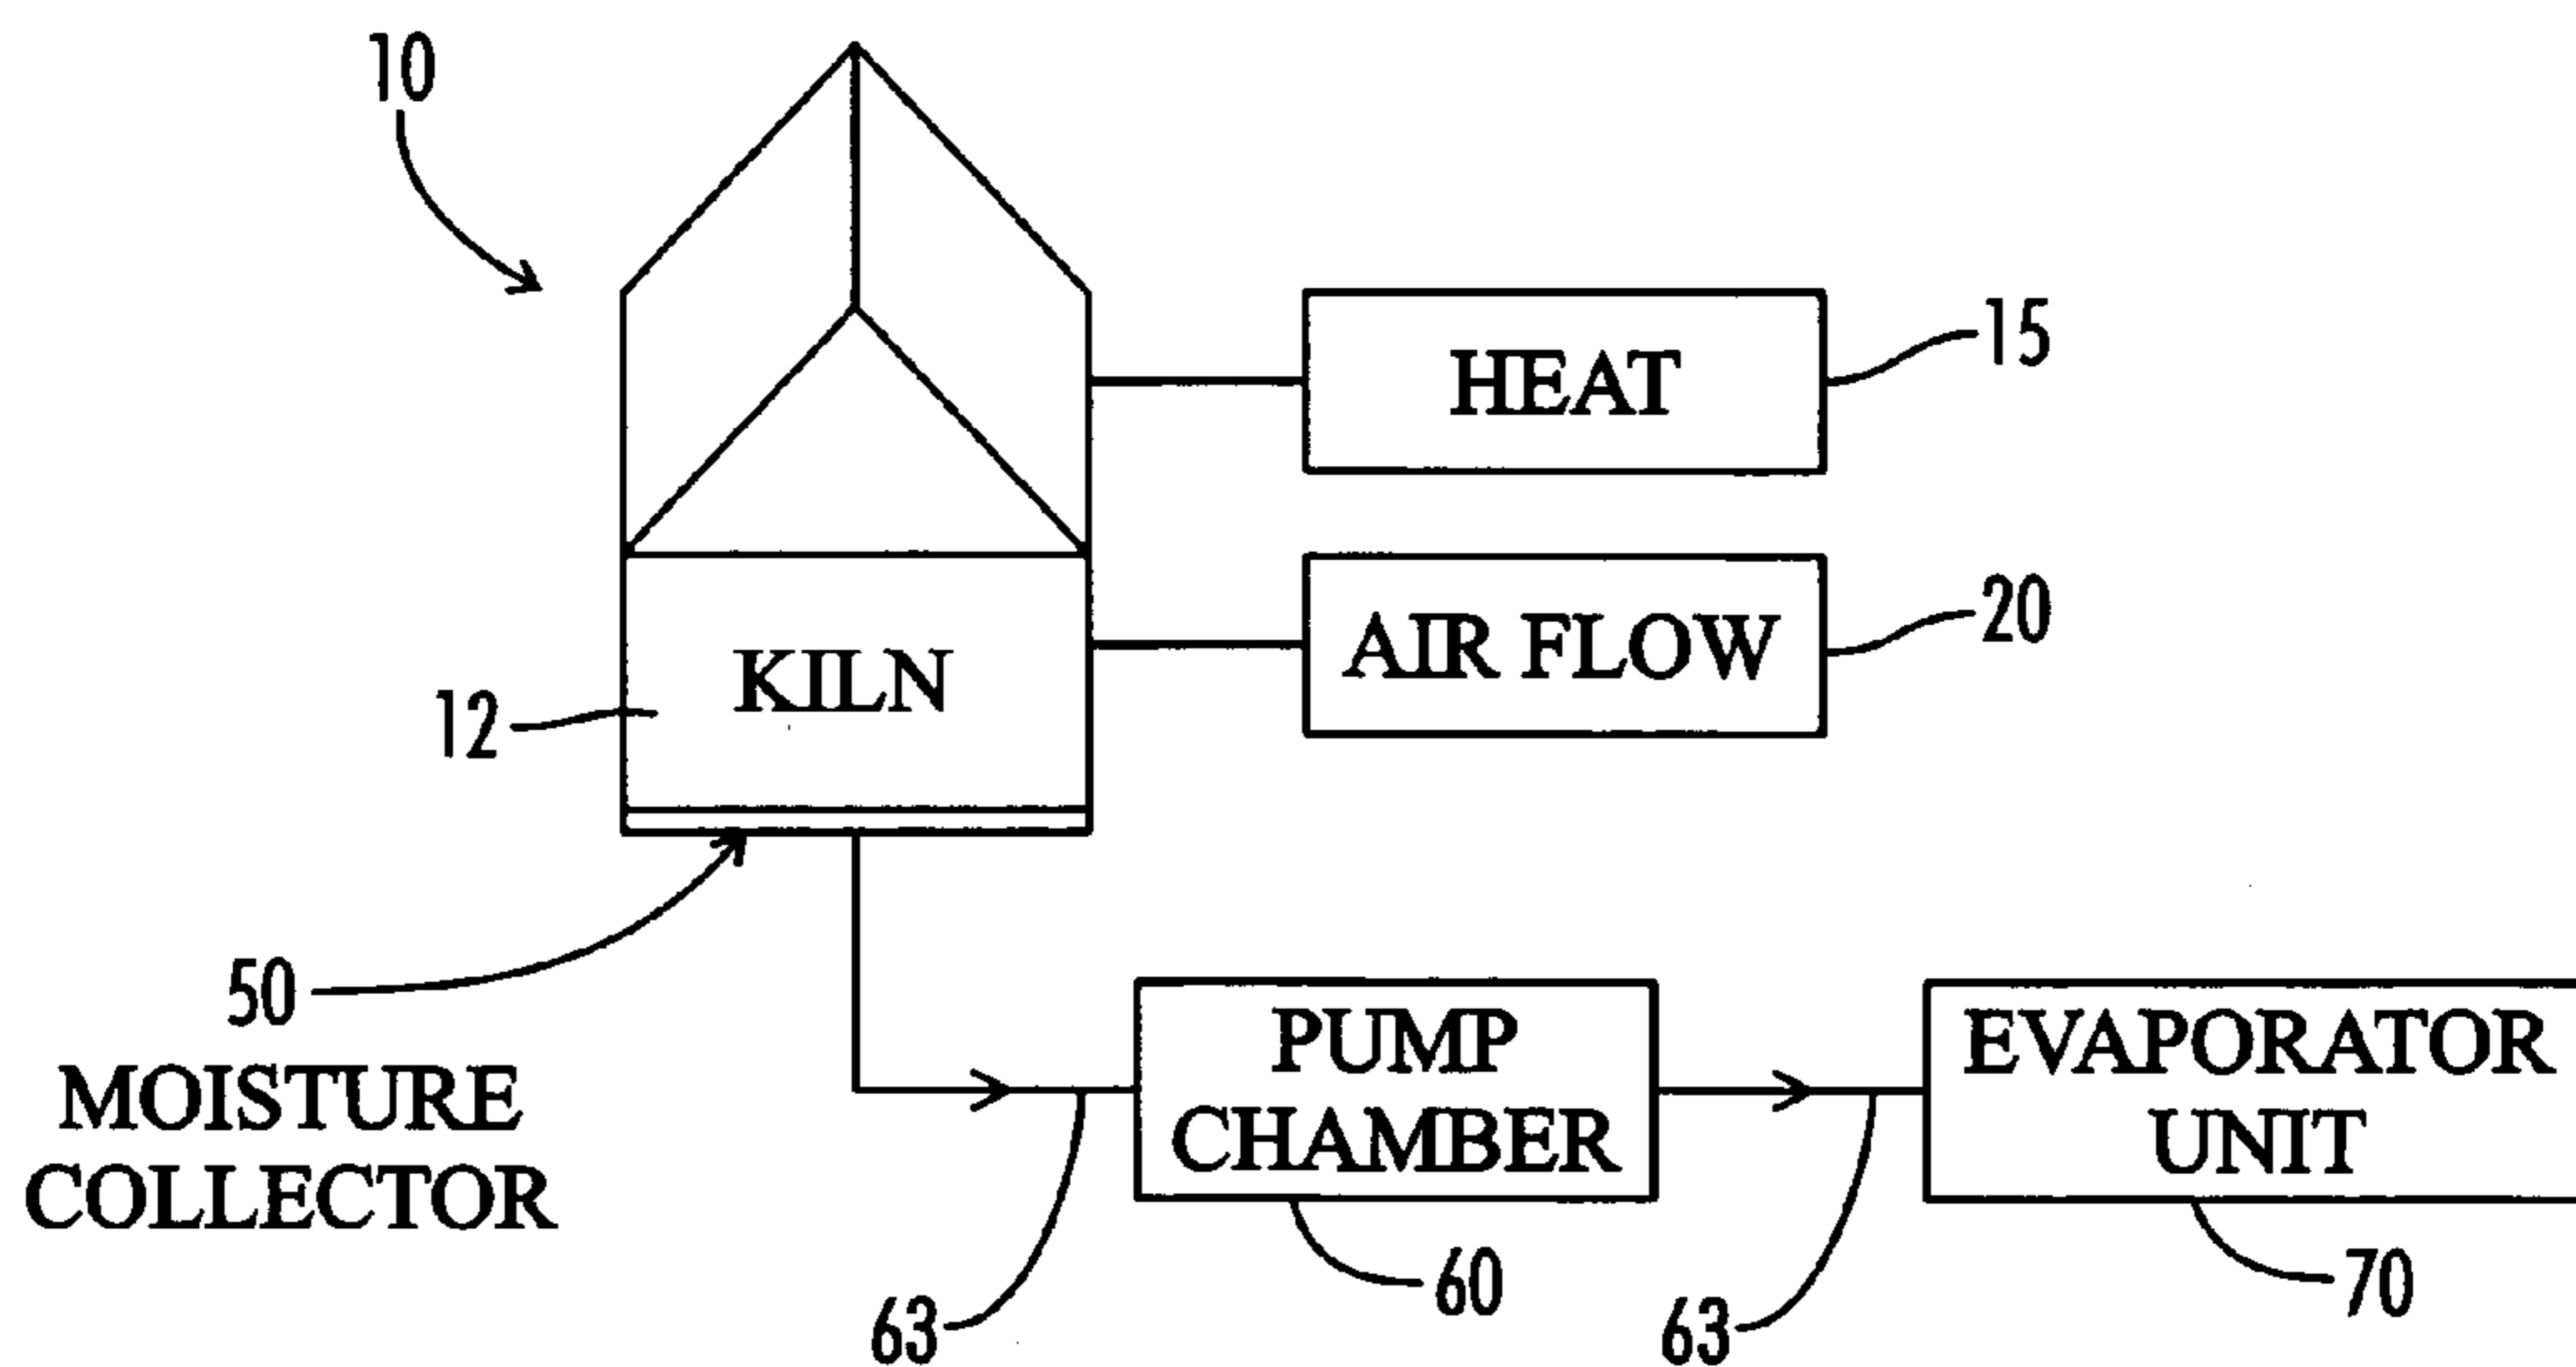 10
HEAT
15
AIR FLOW
20
KILN
12
50
MOISTURE
COLLECTOR
PUMP
CHAMBER
60
63
EVAPORATOR
UNIT
70
63